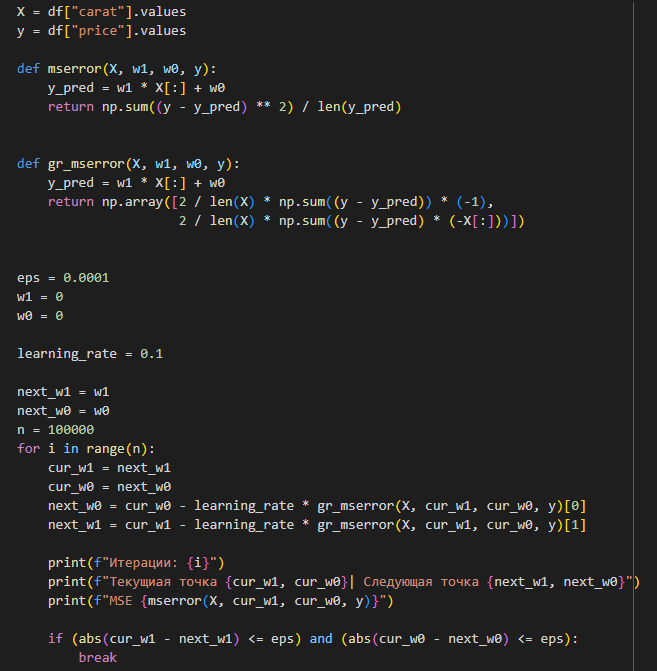 X = df["carat"].values
y = df["price"].values
def mserror(X, w1, w0, y):
    y_pred = w1 * X[:] + w0
    return np.sum((y - y_pred) ** 2) / len(y_pred)
def gr_mserror(X, w1, w0, y):
    y_pred = w1 * X[:] + w0
    return np.array([2 / len(X) * np.sum((y - y_pred)) * (-1),
                     2 / len(X) * np.sum((y - y_pred) * (-X[:]))])
eps = 0.0001
w1 = 0
w0 = 0
learning_rate = 0.1
next_w1 = w1
next_w0 = w0
n = 100000
for i in range(n):
    cur_w1 = next_w1
    cur_w0 = next_w0
    next_w0 = cur_w0 - learning_rate * gr_mserror(X, cur_w1, cur_w0, y)[0]
    next_w1 = cur_w1 - learning_rate * gr_mserror(X, cur_w1, cur_w0, y)[1]
    print(f"Итерации: {i}")
    print(f"Текущиая точка {cur_w1, cur_w0}| Следующая точка {next_w1, next_w0}")
    print(f"MSE {mserror(X, cur_w1, cur_w0, y)}")
    if (abs(cur_w1 - next_w1) <= eps) and (abs(cur_w0 - next_w0) <= eps):
        break